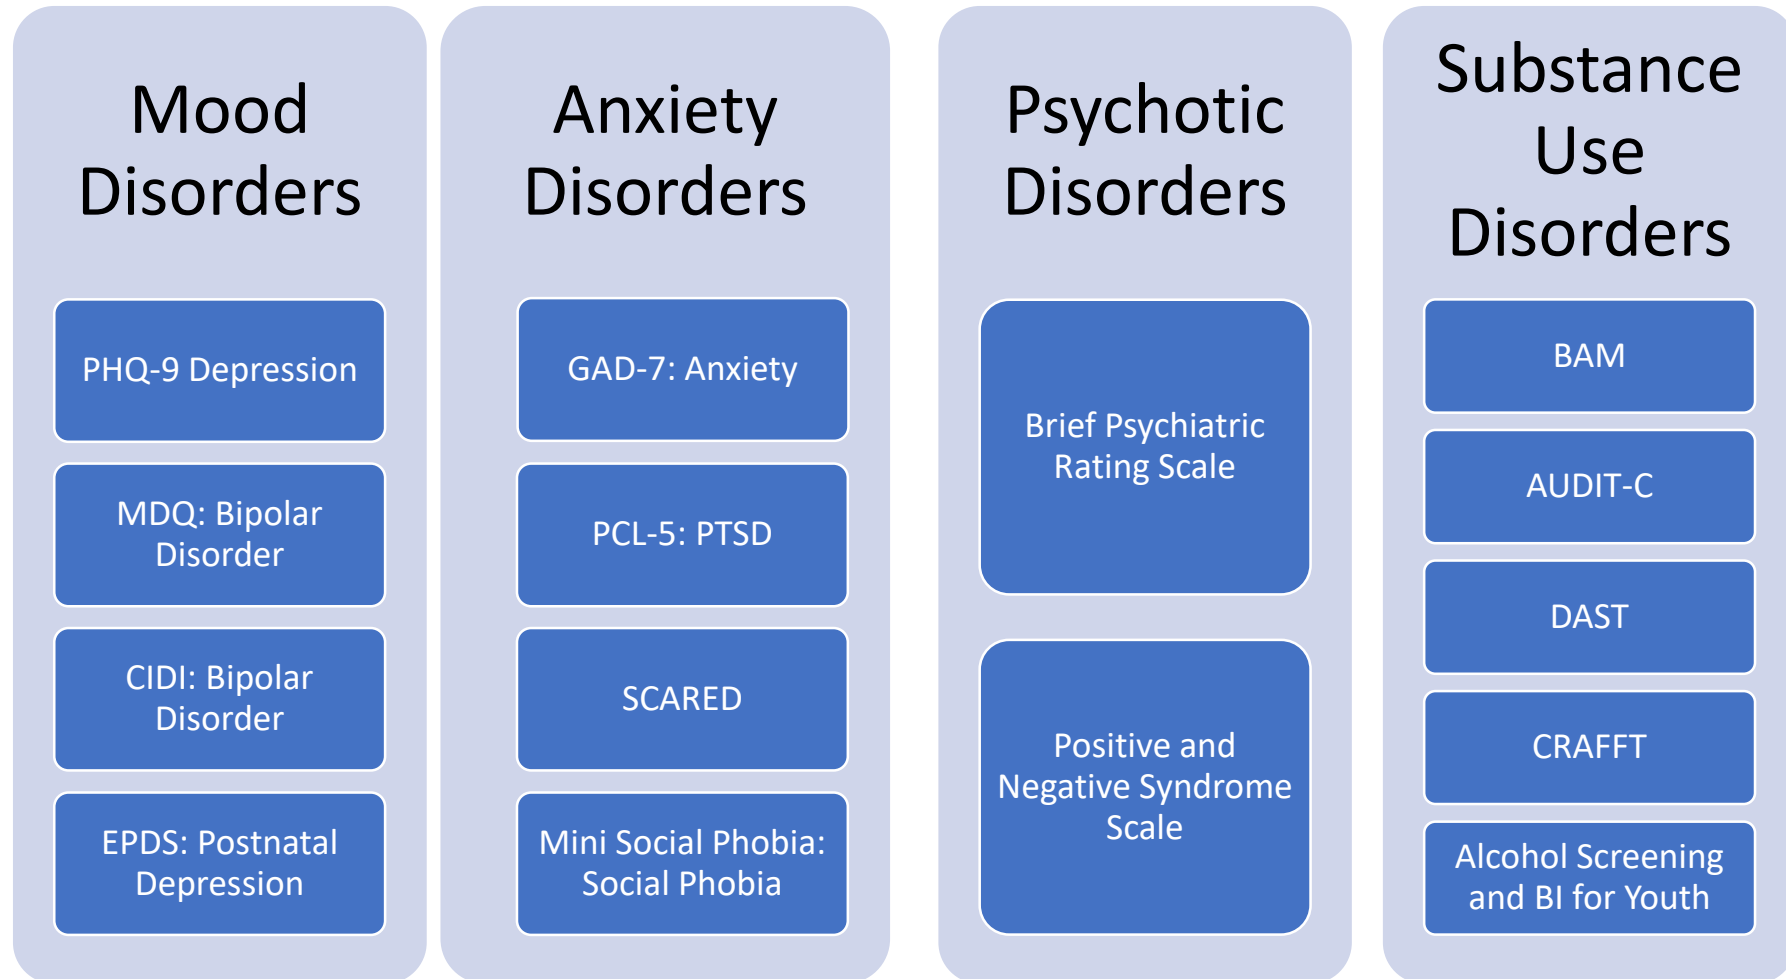 Mood
Disorders
PHQ-9 Depression
MDQ: Bipolar
Disorder
CIDI: Bipolar
Disorder
EPDS: Postnatal
Depression
Anxiety
Disorders
GAD-7: Anxiety
PCL-5: PTSD
SCARED
Mini Social Phobia:
Social Phobia
Psychotic
Disorders
Brief Psychiatric
Rating Scale
Positive and
Negative Syndrome
Scale
Substance
Use
Disorders
BAM
AUDIT-C
DAST
CRAFFT
Alcohol Screening
and BI for Youth